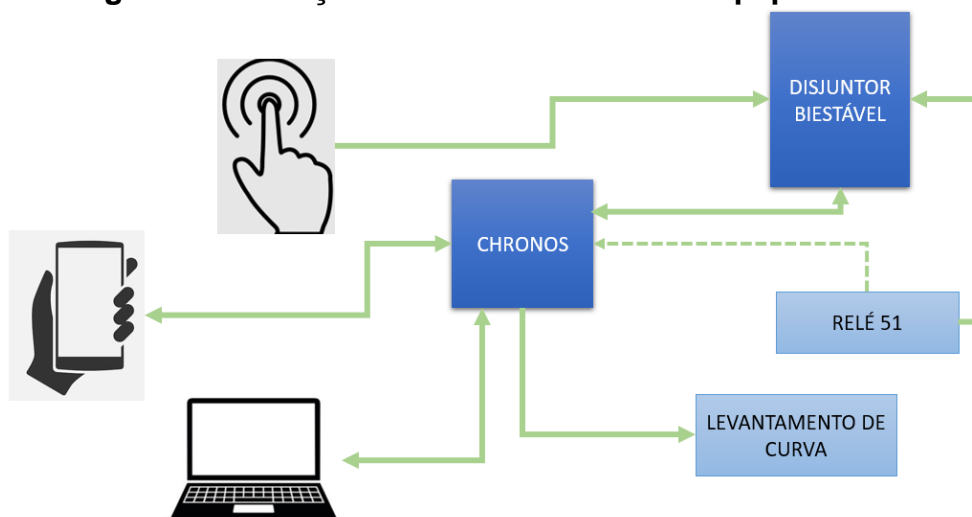 DISJUNTOR
BIESTÁVEL
CHRONOS
RELÉ 51
LEVANTAMENTO DE
CURVA